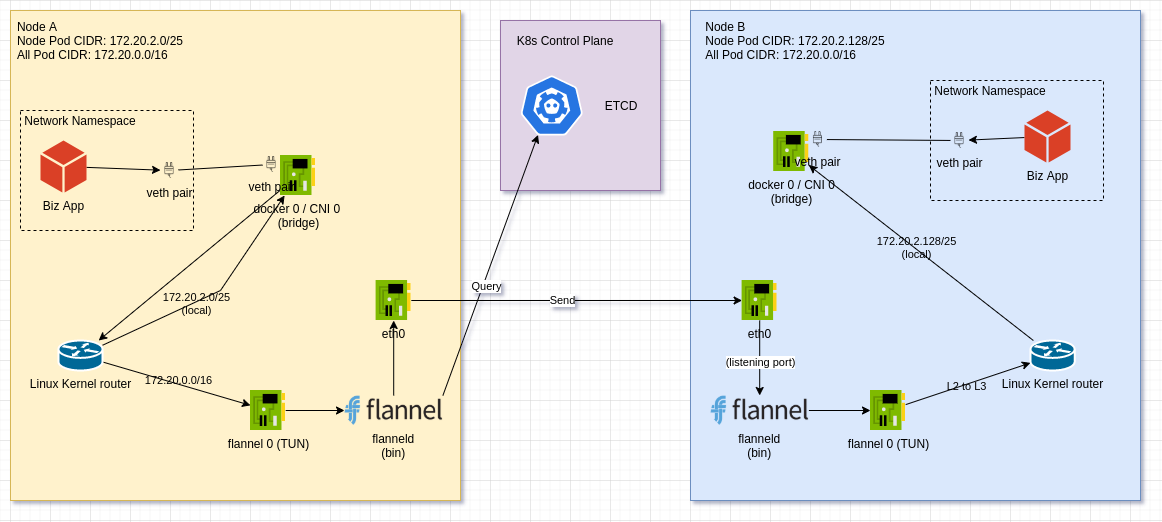 Node A
Node Pod CIDR: 172.20.2.0/25
All Pod CIDR: 172.20.0.0/16
Network Namespace
Biz App
veth pair
veth pair
docker 0 / CNI 0
(bridge)
172.20.2.0/25
(local)
Linux Kernel router
172.20.0.0/16
flannel 0 (TUN)
flannel
flanneld
(bin)
eth0
K8s Control Plane
ETCD
Query
Send
Node B
Node Pod CIDR: 172.20.2.128/25
All Pod CIDR: 172.20.0.0/16
Network Namespace
veth pair
veth pair
Biz App
docker 0 / CNI 0
(bridge)
172.20.2.128/25
(local)
eth0
(listening port)
flannel
flanneld
(bin)
flannel 0 (TUN)
L2 to L3
Linux Kernel router